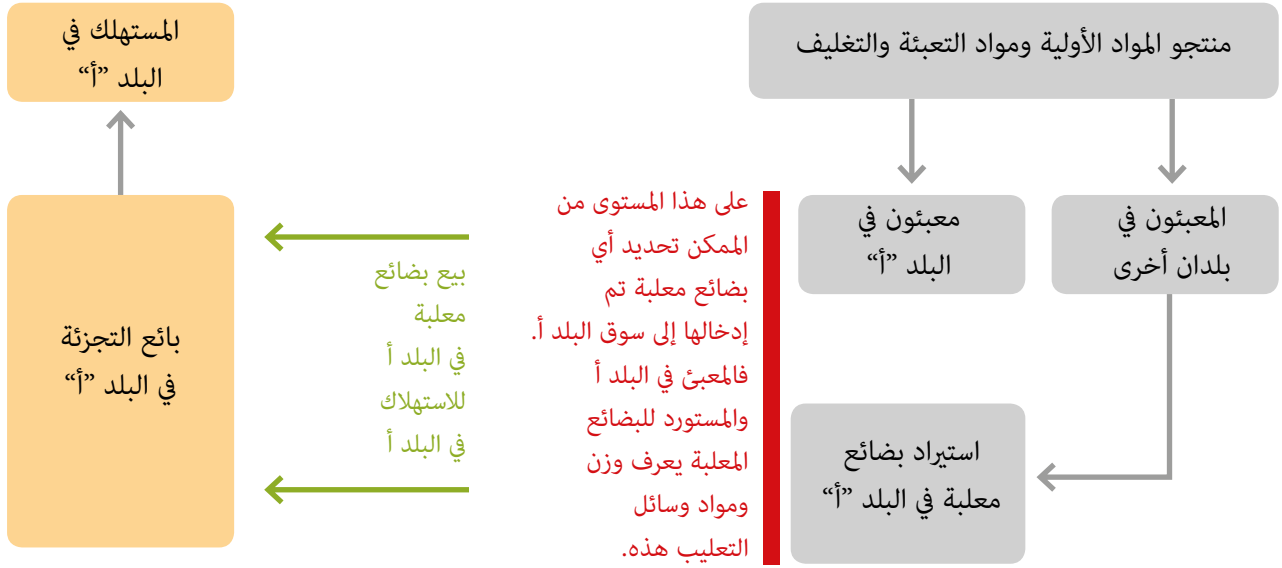 منتجو المواد الأولية ومواد التعبئة والتغليف
المعبئون في
بلدان أخرى
معبئون في
البلد ”أ“
استيراد بضائع
معلبة في البلد ”أ“
على هذا المستوى من
الممكن تحديد أي
بضائع معلبة تم
إدخالها إلى سوق البلد أ.
فالمعبئ في البلد أ
والمستورد للبضائع
المعلبة يعرف وزن
ومواد وسائل
التعليب هذه.
بيع بضائع
معلبة
في البلد أ
للاستهلاك
في البلد أ
المستهلك في
البلد ”أ“
بائع التجزئة
في البلد ”أ“